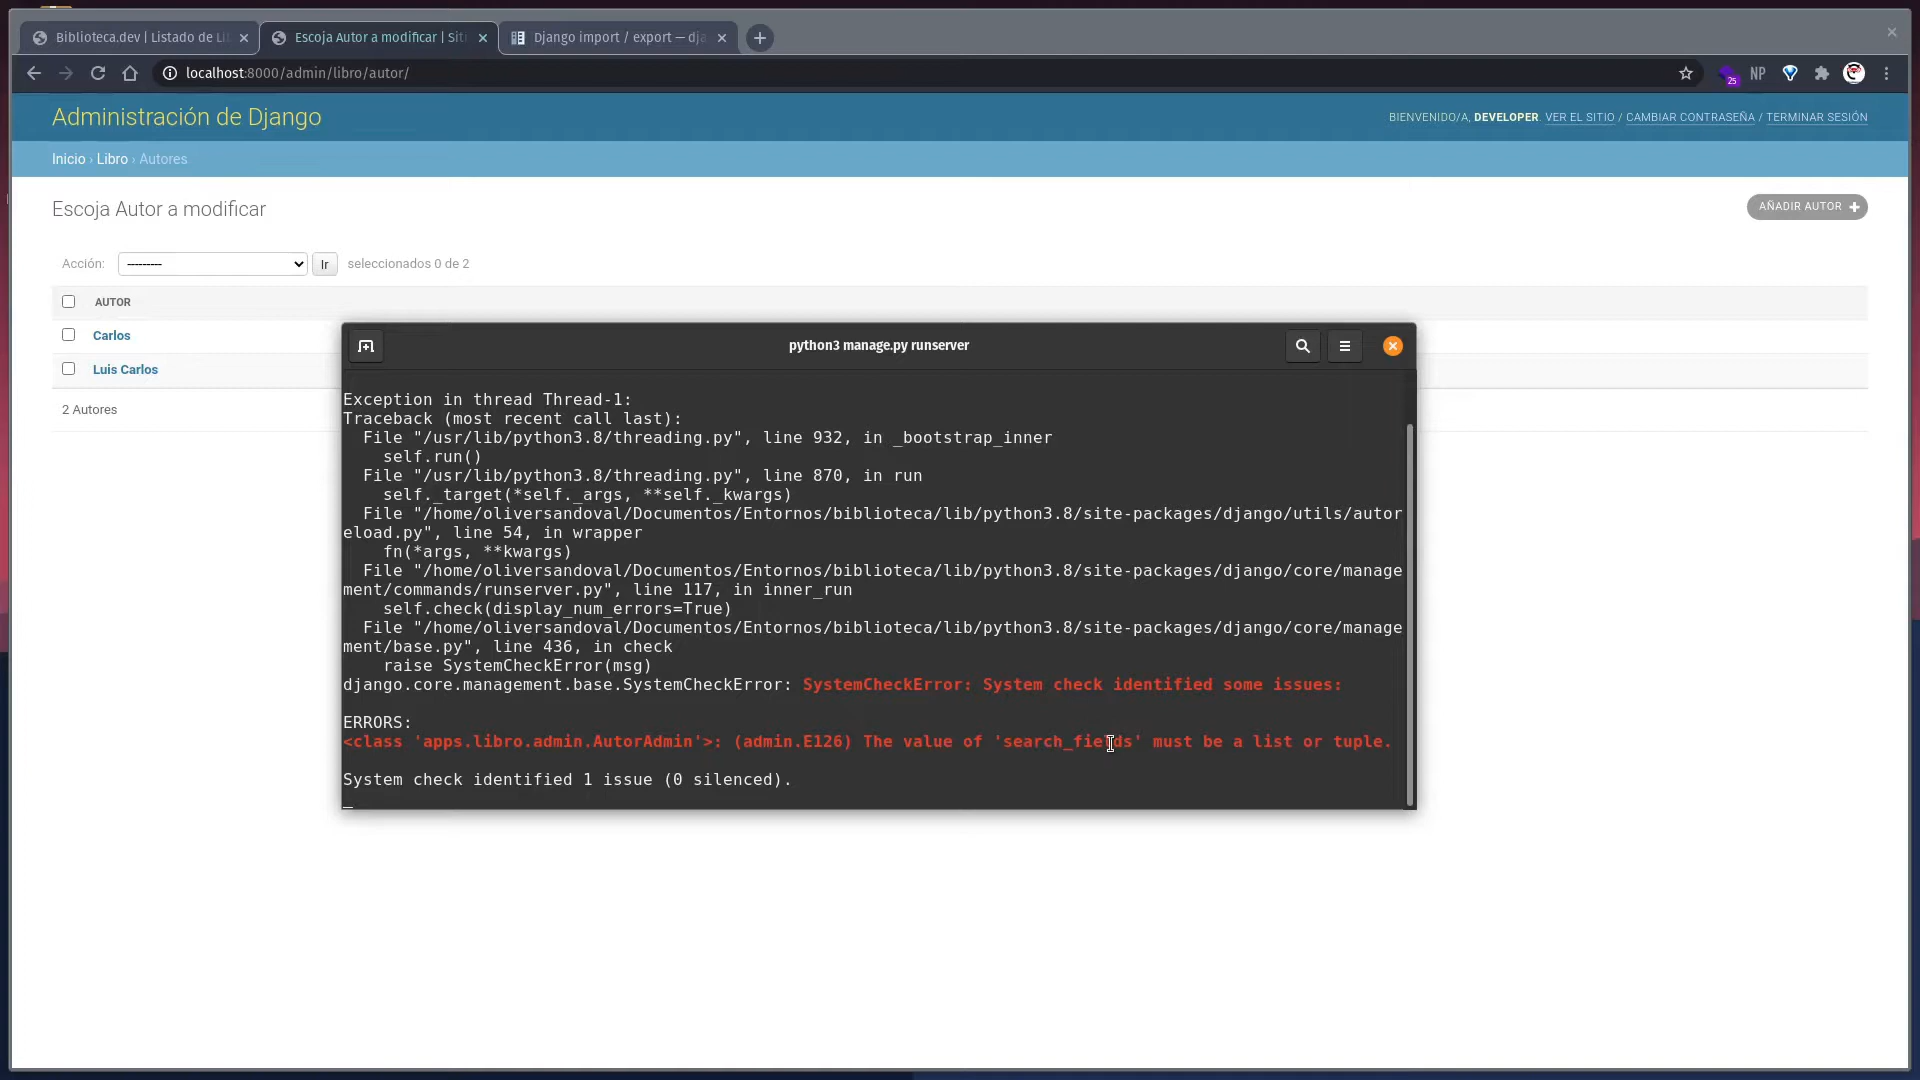 Biblioteca.dev | Listado de Li
Escoja Autor a modificar | Siti
Django import / export — dja
localhost:8000/admin/libro/autor/
25
NP
Administración de Django
BIENVENIDO/A, DEVELOPER. VER EL SITIO / CAMBIAR CONTRASEÑA / TERMINAR SESIÓN
Inicio › Libro › Autores
Escoja Autor a modificar
AÑADIR AUTOR +
Acción: --------- Ir seleccionados 0 de 2
AUTOR
Carlos
Luis Carlos
2 Autores
python3 manage.py runserver
Exception in thread Thread-1:
Traceback (most recent call last):
File "/usr/lib/python3.8/threading.py", line 932, in _bootstrap_inner
self.run()
File "/usr/lib/python3.8/threading.py", line 870, in run
self._target(*self._args, **self._kwargs)
File "/home/oliversandoval/Documentos/Entornos/biblioteca/lib/python3.8/site-packages/django/utils/autor
eload.py", line 54, in wrapper
fn(*args, **kwargs)
File "/home/oliversandoval/Documentos/Entornos/biblioteca/lib/python3.8/site-packages/django/core/manage
ment/commands/runserver.py", line 117, in inner_run
self.check(display_num_errors=True)
File "/home/oliversandoval/Documentos/Entornos/biblioteca/lib/python3.8/site-packages/django/core/manage
ment/base.py", line 436, in check
raise SystemCheckError(msg)
django.core.management.base.SystemCheckError: SystemCheckError: System check identified some issues:
ERRORS:
<class 'apps.libro.admin.AutorAdmin'>: (admin.E126) The value of 'search_fields' must be a list or tuple.
System check identified 1 issue (0 silenced).